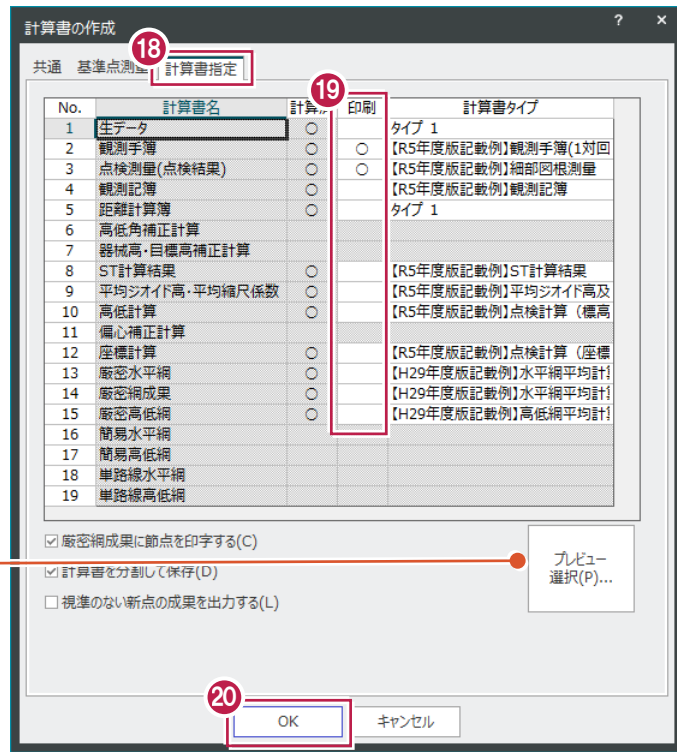 計算書の作成 ? ×
18
共通 基準点測量 計算書指定
19
No. 計算書名 計算済 印刷 計算書タイプ
1 生データ ○ タイプ 1
2 観測手簿 ○ ○ 【R5年度版記載例】観測手簿(1対回
3 点検測量(点検結果) ○ ○ 【R5年度版記載例】細部図根測量
4 観測記簿 ○ 【R5年度版記載例】観測記簿
5 距離計算簿 ○ タイプ 1
6 高低角補正計算
7 器械高・目標高補正計算
8 ST計算結果 ○ 【R5年度版記載例】ST計算結果
9 平均ジオイド高・平均縮尺係数 ○ 【R5年度版記載例】平均ジオイド高及
10 高低計算 ○ 【R5年度版記載例】点検計算（標高
11 偏心補正計算
12 座標計算 ○ 【R5年度版記載例】点検計算（座標
13 厳密水平網 ○ 【H29年度版記載例】水平網平均計
14 厳密網成果 ○ 【H29年度版記載例】水平網平均計
15 厳密高低網 ○ 【H29年度版記載例】高低網平均計
16 簡易水平網
17 簡易高低網
18 単路線水平網
19 単路線高低網
厳密網成果に節点を印字する(C)
計算書を分割して保存(D)
視準のない新点の成果を出力する(L)
プレビュー
選択(P)...
20
OK キャンセル